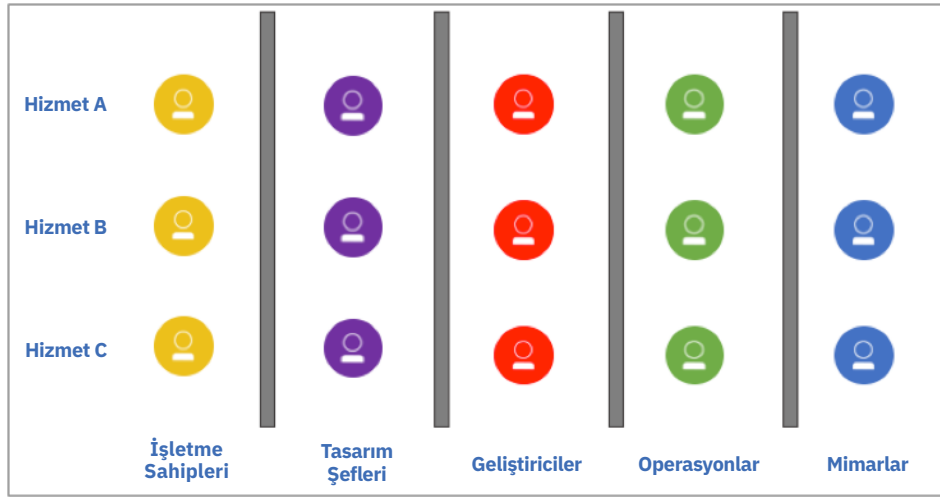 Hizmet A
Hizmet B
Hizmet C
İşletme
Sahipleri
Tasarım
Şefleri
Geliştiriciler
Operasyonlar
Mimarlar